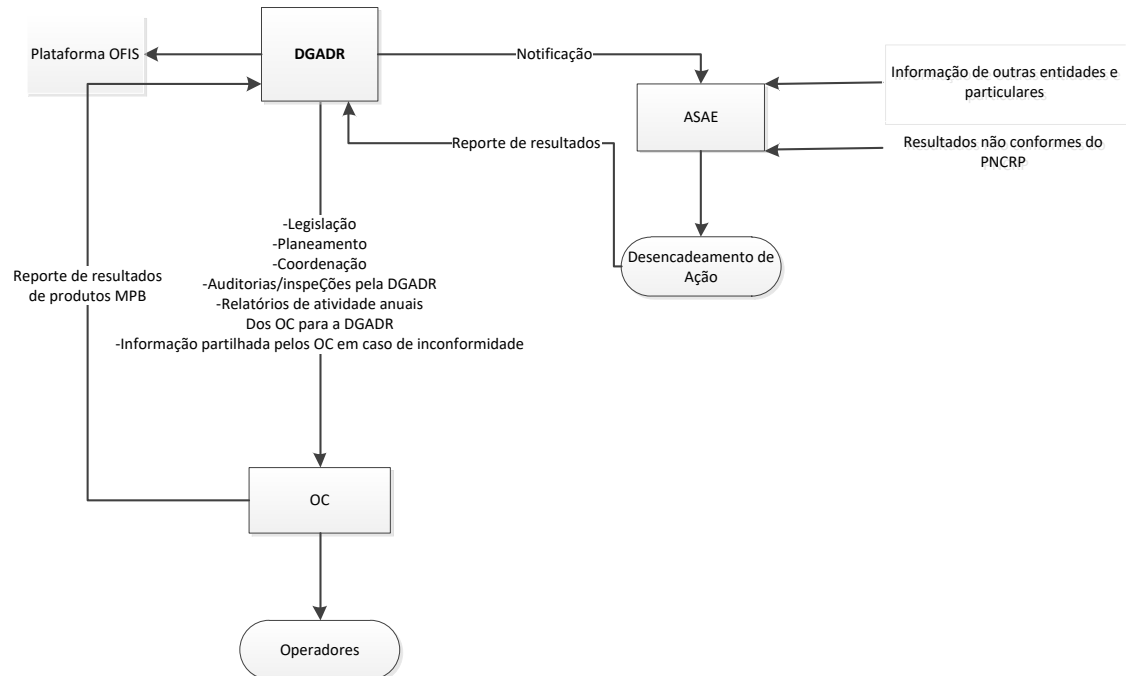 Plataforma OFIS
DGADR
Notificação
Informação de outras entidades e
particulares
ASAE
Reporte de resultados
Resultados não conformes do
PNCRP
-Legislação
-Planeamento
-Coordenação
-Auditorias/inspeÇões pela DGADR
-Relatórios de atividade anuais
Dos OC para a DGADR
-Informação partilhada pelos OC em caso de inconformidade
Desencadeamento de
Ação
Reporte de resultados
de produtos MPB
OC
Operadores